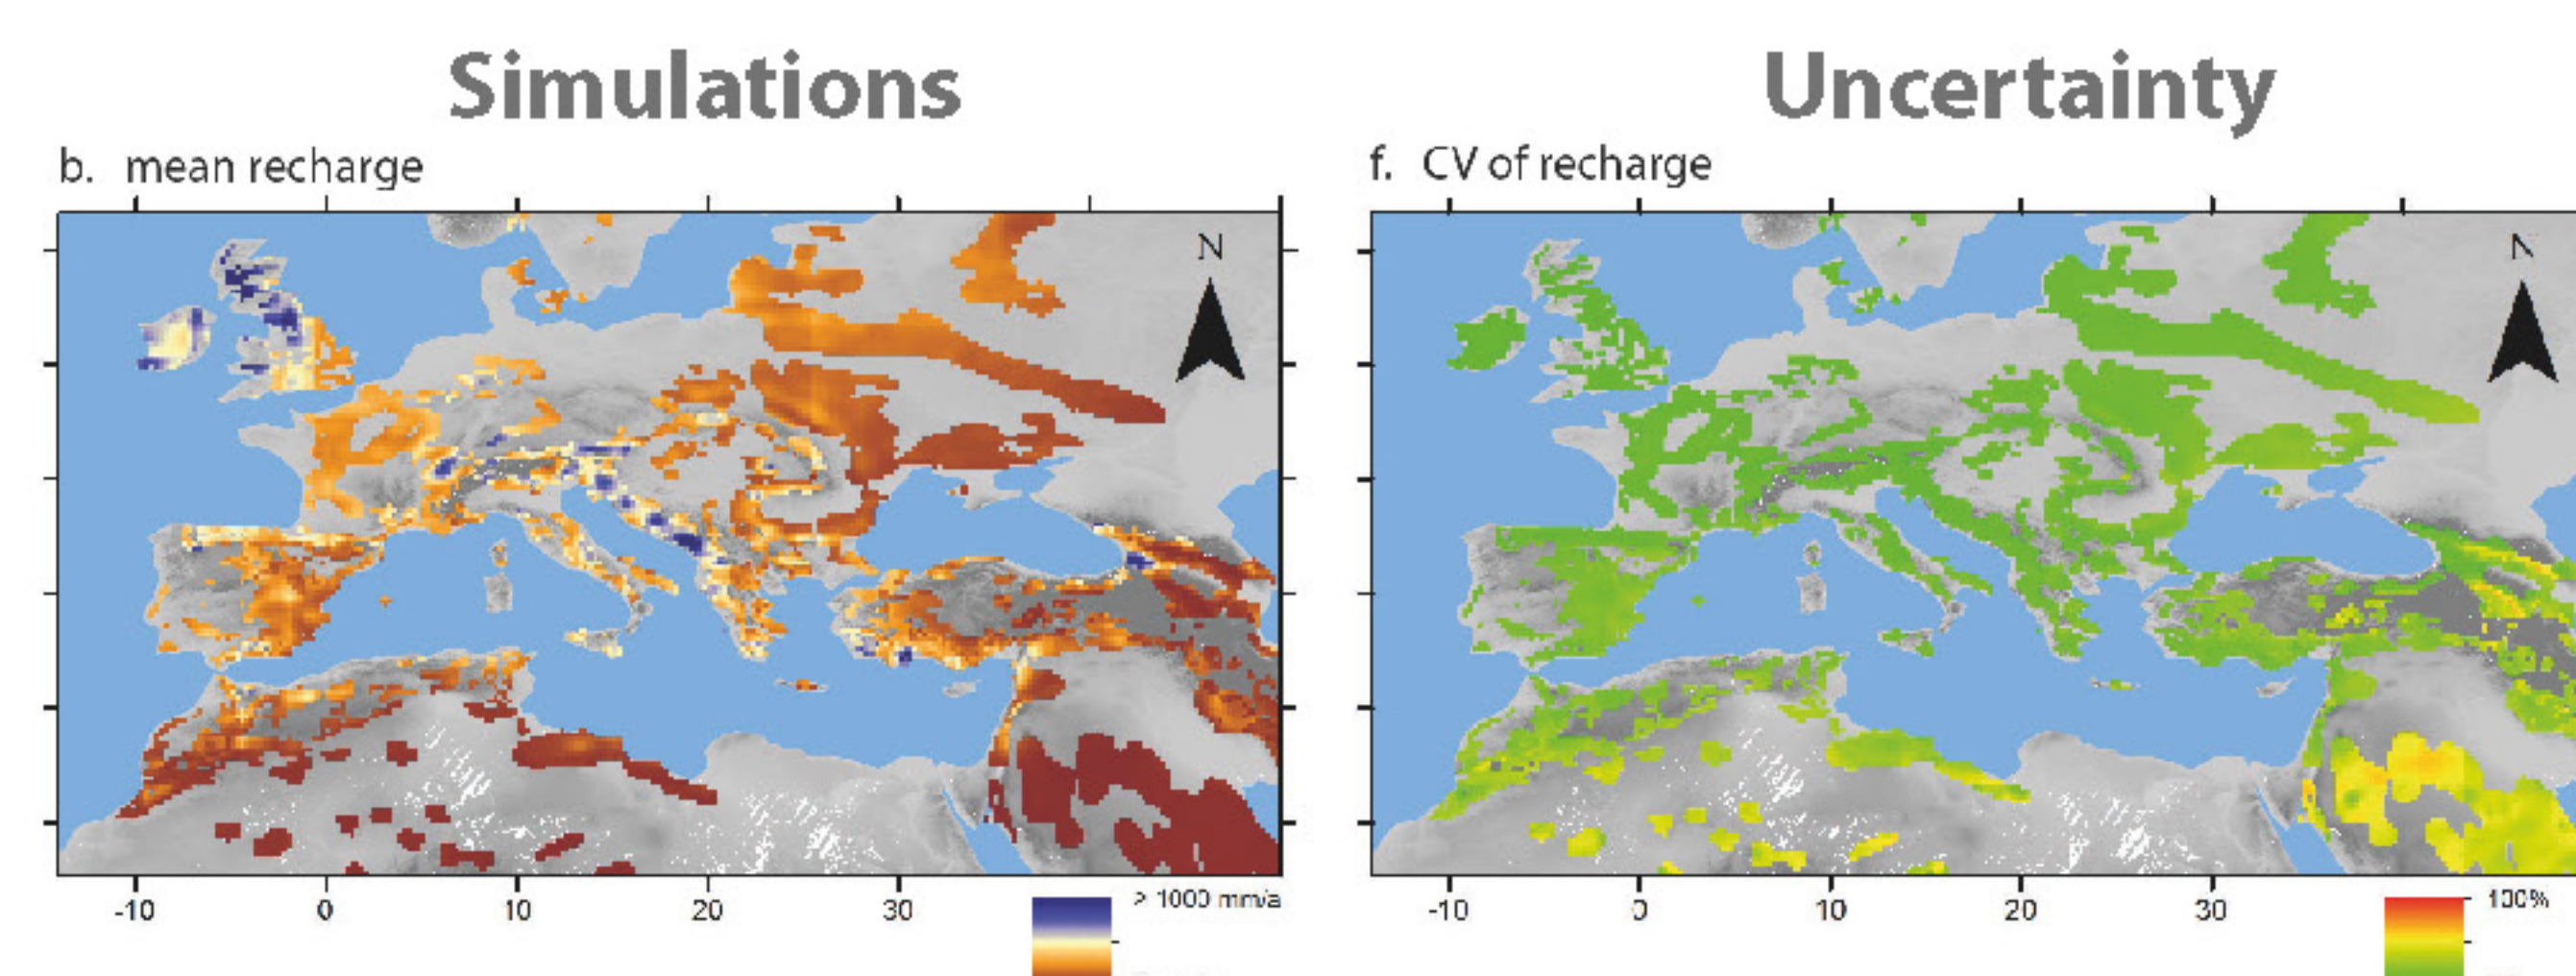 Simulations
Uncertainty
b. mean recharge
f. CV of recharge
N
N
-10 0 10 20 30
-10 0 10 20 30
> 1000 mm/a
100%